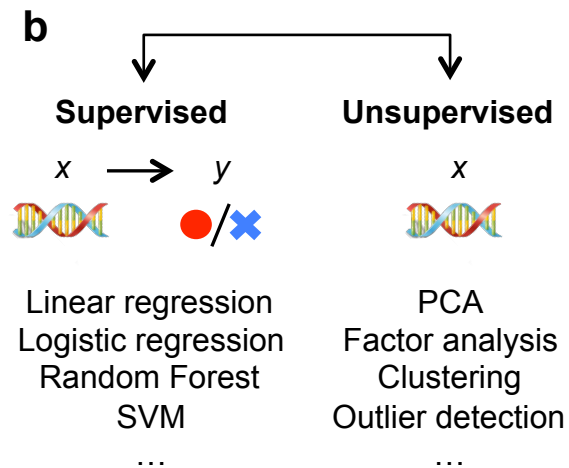 b
Supervised
Unsupervised
x → y
x
/
Linear regression
Logistic regression
Random Forest
SVM
...
PCA
Factor analysis
Clustering
Outlier detection
...